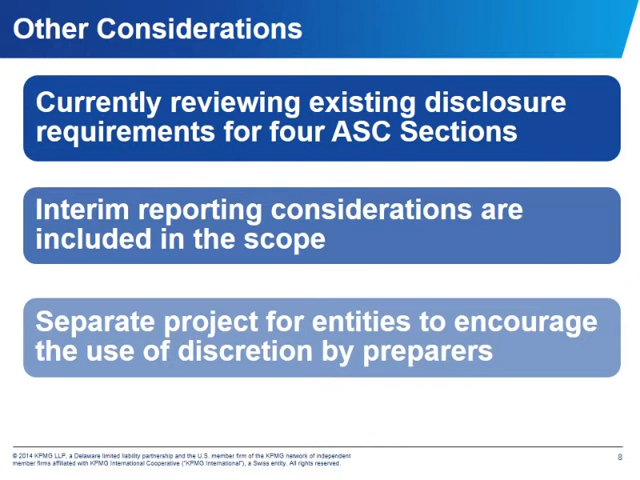 Other Considerations
Currently reviewing existing disclosure
requirements for four ASC Sections
Interim reporting considerations are
included in the scope
Separate project for entities to encourage
the use of discretion by preparers
© 2014 KPMG LLP, a Delaware limited liability partnership and the U.S. member firm of the KPMG network of independent
member firms affiliated with KPMG International Cooperative ("KPMG International"), a Swiss entity. All rights reserved.
8